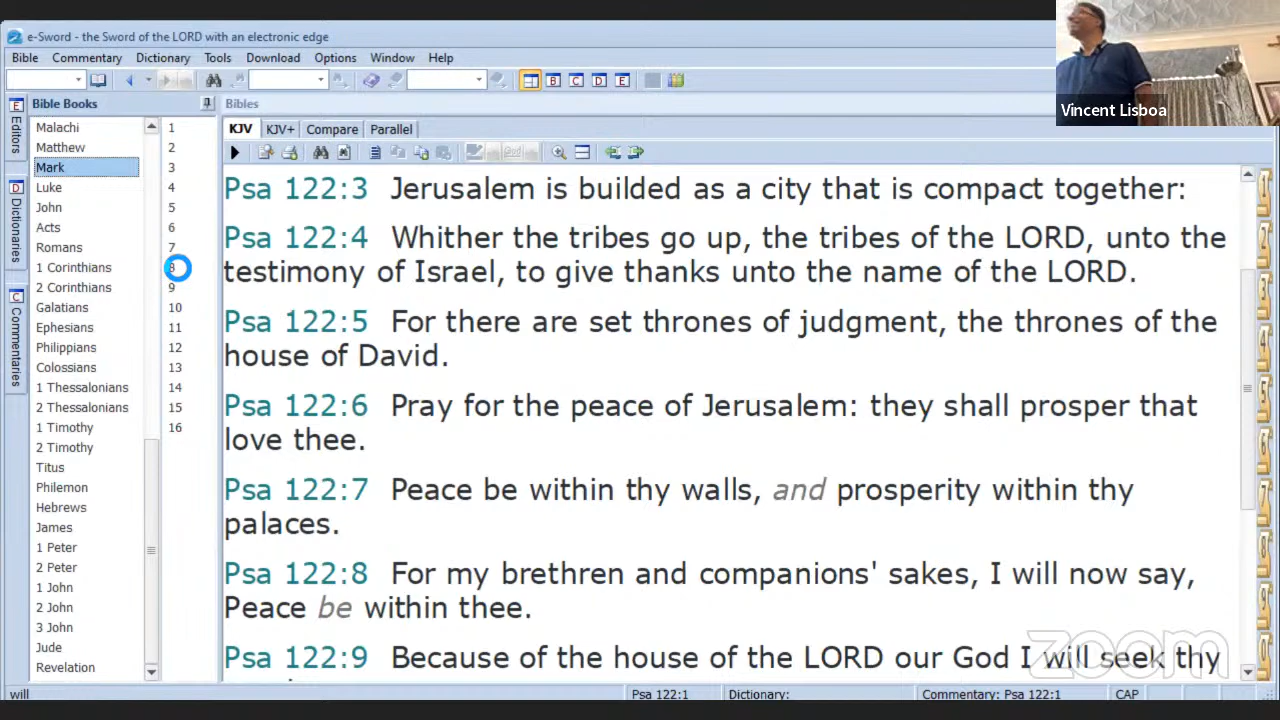 e-Sword - the Sword of the LORD with an electronic edge
Bible Commentary Dictionary Tools Download Options Window Help
B C D E
Vincent Lisboa
E Editors
D Dictionaries
C Commentaries
Bible Books
Malachi
Matthew
Mark
Luke
John
Acts
Romans
1 Corinthians
2 Corinthians
Galatians
Ephesians
Philippians
Colossians
1 Thessalonians
2 Thessalonians
1 Timothy
2 Timothy
Titus
Philemon
Hebrews
James
1 Peter
2 Peter
1 John
2 John
3 John
Jude
Revelation
1
2
3
4
5
6
7
8
9
10
11
12
13
14
15
16
Bibles
KJV KJV+ Compare Parallel
Psa 122:3 Jerusalem is builded as a city that is compact together:
Psa 122:4 Whither the tribes go up, the tribes of the LORD, unto the
testimony of Israel, to give thanks unto the name of the LORD.
Psa 122:5 For there are set thrones of judgment, the thrones of the
house of David.
Psa 122:6 Pray for the peace of Jerusalem: they shall prosper that
love thee.
Psa 122:7 Peace be within thy walls, and prosperity within thy
palaces.
Psa 122:8 For my brethren and companions' sakes, I will now say,
Peace be within thee.
Psa 122:9 Because of the house of the LORD our God I will seek thy
zoom
will
Psa 122:1 Dictionary: Commentary: Psa 122:1 CAP